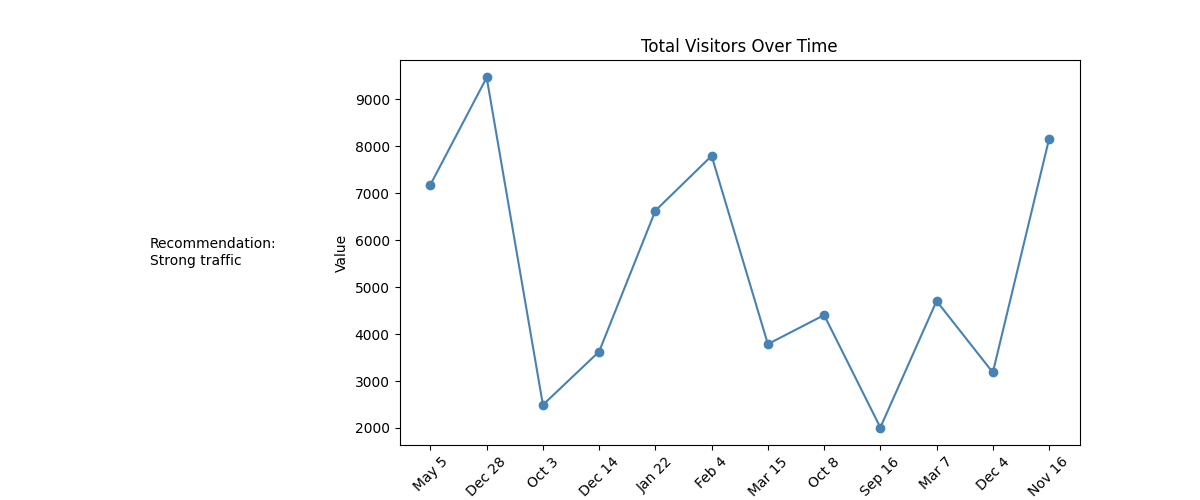 Total Visitors Over Time
Recommendation:
Strong traffic
Value
9000
8000
7000
6000
5000
4000
3000
2000
May 5
Dec 28
Oct 3
Dec 14
Jan 22
Feb 4
Mar 15
Oct 8
Sep 16
Mar 7
Dec 4
Nov 16